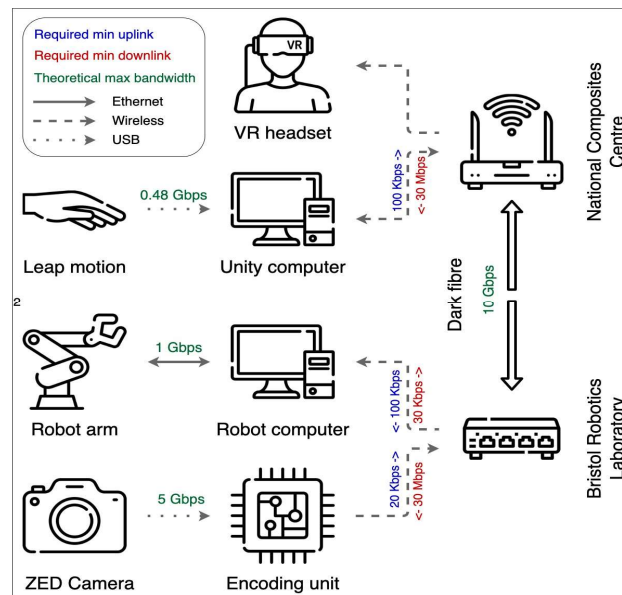 Required min uplink
Required min downlink
Theoretical max bandwidth
Ethernet
Wireless
USB
VR
VR headset
National Composites
Centre
0.48 Gbps
100 Kbps ->
<- 30 Mbps
Leap motion
Unity computer
Dark fibre
10 Gbps
2
1 Gbps
<- 100 Kbps
30 Kbps ->
Robot arm
Robot computer
Bristol Robotics
Laboratory
5 Gbps
20 Kbps ->
<- 30 Mbps
ZED Camera
Encoding unit